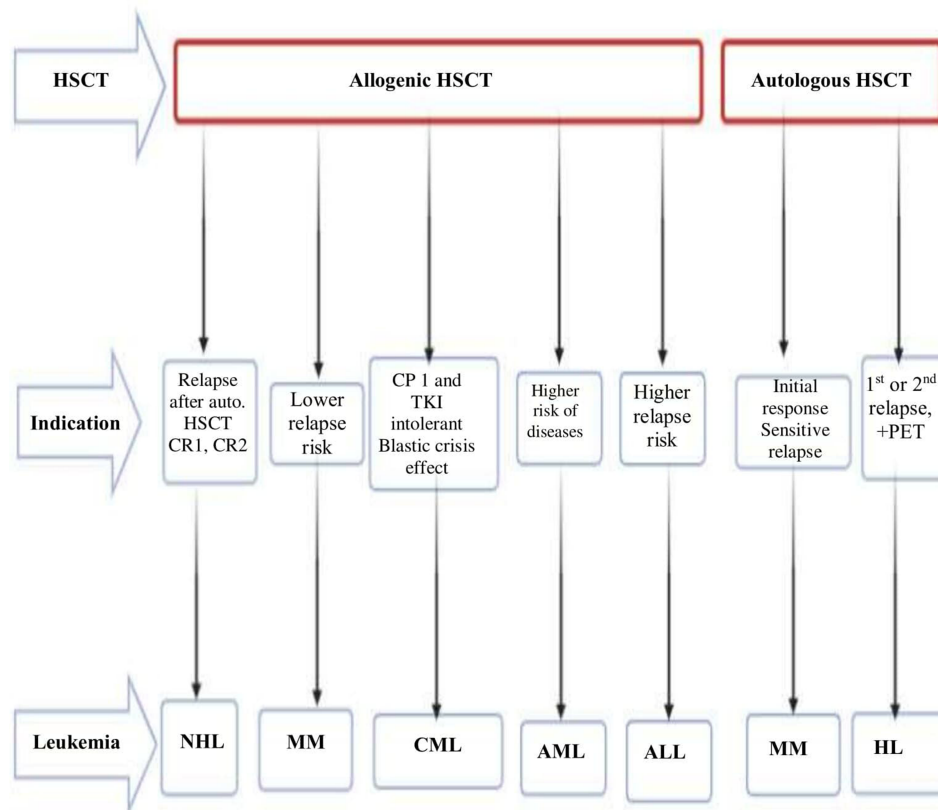 HSCT
Allogenic HSCT
Autologous HSCT
Indication
Relapse
after auto.
HSCT
CR1, CR2
Lower
relapse
risk
CP 1 and
TKI
intolerant
Blastic crisis
effect
Higher
risk of
diseases
Higher
relapse
risk
Initial
response
Sensitive
relapse
1st or 2nd
relapse,
+PET
Leukemia
NHL
MM
CML
AML
ALL
MM
HL